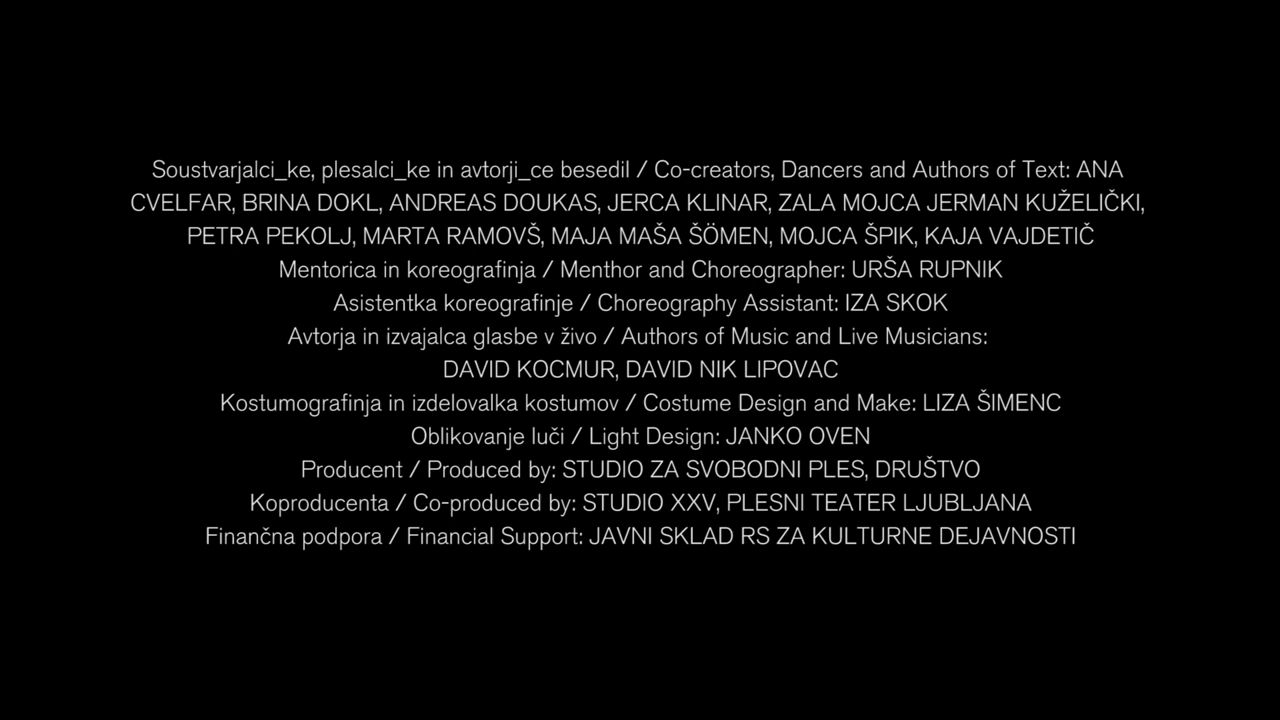 Soustvarjalci_ke, plesalci_ke in avtorji_ce besedil / Co-creators, Dancers and Authors of Text: ANA
CVELFAR, BRINA DOKL, ANDREAS DOUKAS, JERCA KLINAR, ZALA MOJCA JERMAN KUŽELIČKI,
PETRA PEKOLJ, MARTA RAMOVŠ, MAJA MAŠA ŠÖMEN, MOJCA ŠPIK, KAJA VAJDETIČ
Mentorica in koreografinja / Menthor and Choreographer: URŠA RUPNIK
Asistentka koreografinje / Choreography Assistant: IZA SKOK
Avtorja in izvajalca glasbe v živo / Authors of Music and Live Musicians:
DAVID KOCMUR, DAVID NIK LIPOVAC
Kostumografinja in izdelovalka kostumov / Costume Design and Make: LIZA ŠIMENC
Oblikovanje luči / Light Design: JANKO OVEN
Producent / Produced by: STUDIO ZA SVOBODNI PLES, DRUŠTVO
Koproducenta / Co-produced by: STUDIO XXV, PLESNI TEATER LJUBLJANA
Finančna podpora / Financial Support: JAVNI SKLAD RS ZA KULTURNE DEJAVNOSTI